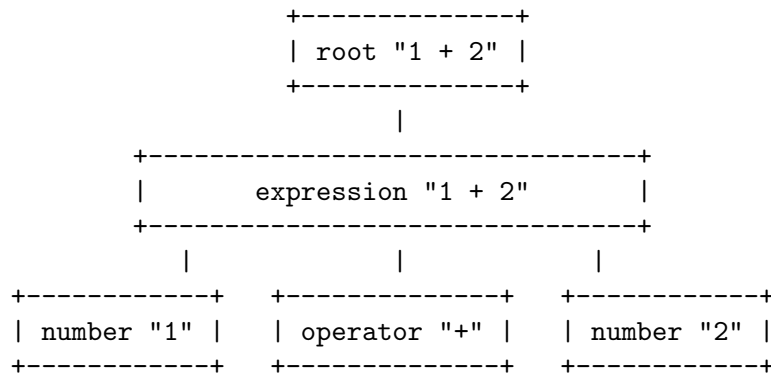 root "1 + 2"
expression "1 + 2"
number "1" operator "+" number "2"